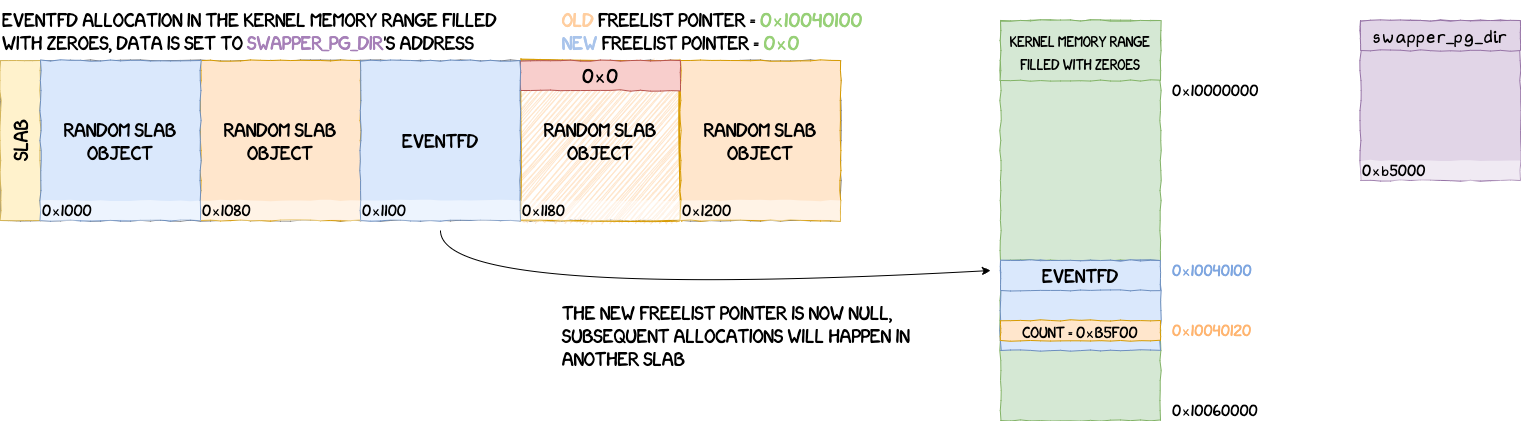 EVENTFD ALLOCATION IN THE KERNEL MEMORY RANGE FILLED
WITH ZEROES, DATA IS SET TO SWAPPER_PG_DIR'S ADDRESS
OLD FREELIST POINTER = 0x10040100
NEW FREELIST POINTER = 0x0
SLAB
RANDOM SLAB
OBJECT
0x1000
RANDOM SLAB
OBJECT
0x1080
EVENTFD
0x1100
0x0
RANDOM SLAB
OBJECT
0x1180
RANDOM SLAB
OBJECT
0x1200
THE NEW FREELIST POINTER IS NOW NULL,
SUBSEQUENT ALLOCATIONS WILL HAPPEN IN
ANOTHER SLAB
KERNEL MEMORY RANGE
FILLED WITH ZEROES
0x10000000
EVENTFD
0x10040100
COUNT = 0xB5F00
0x10040120
0x10060000
swapper_pg_dir
0xb5000